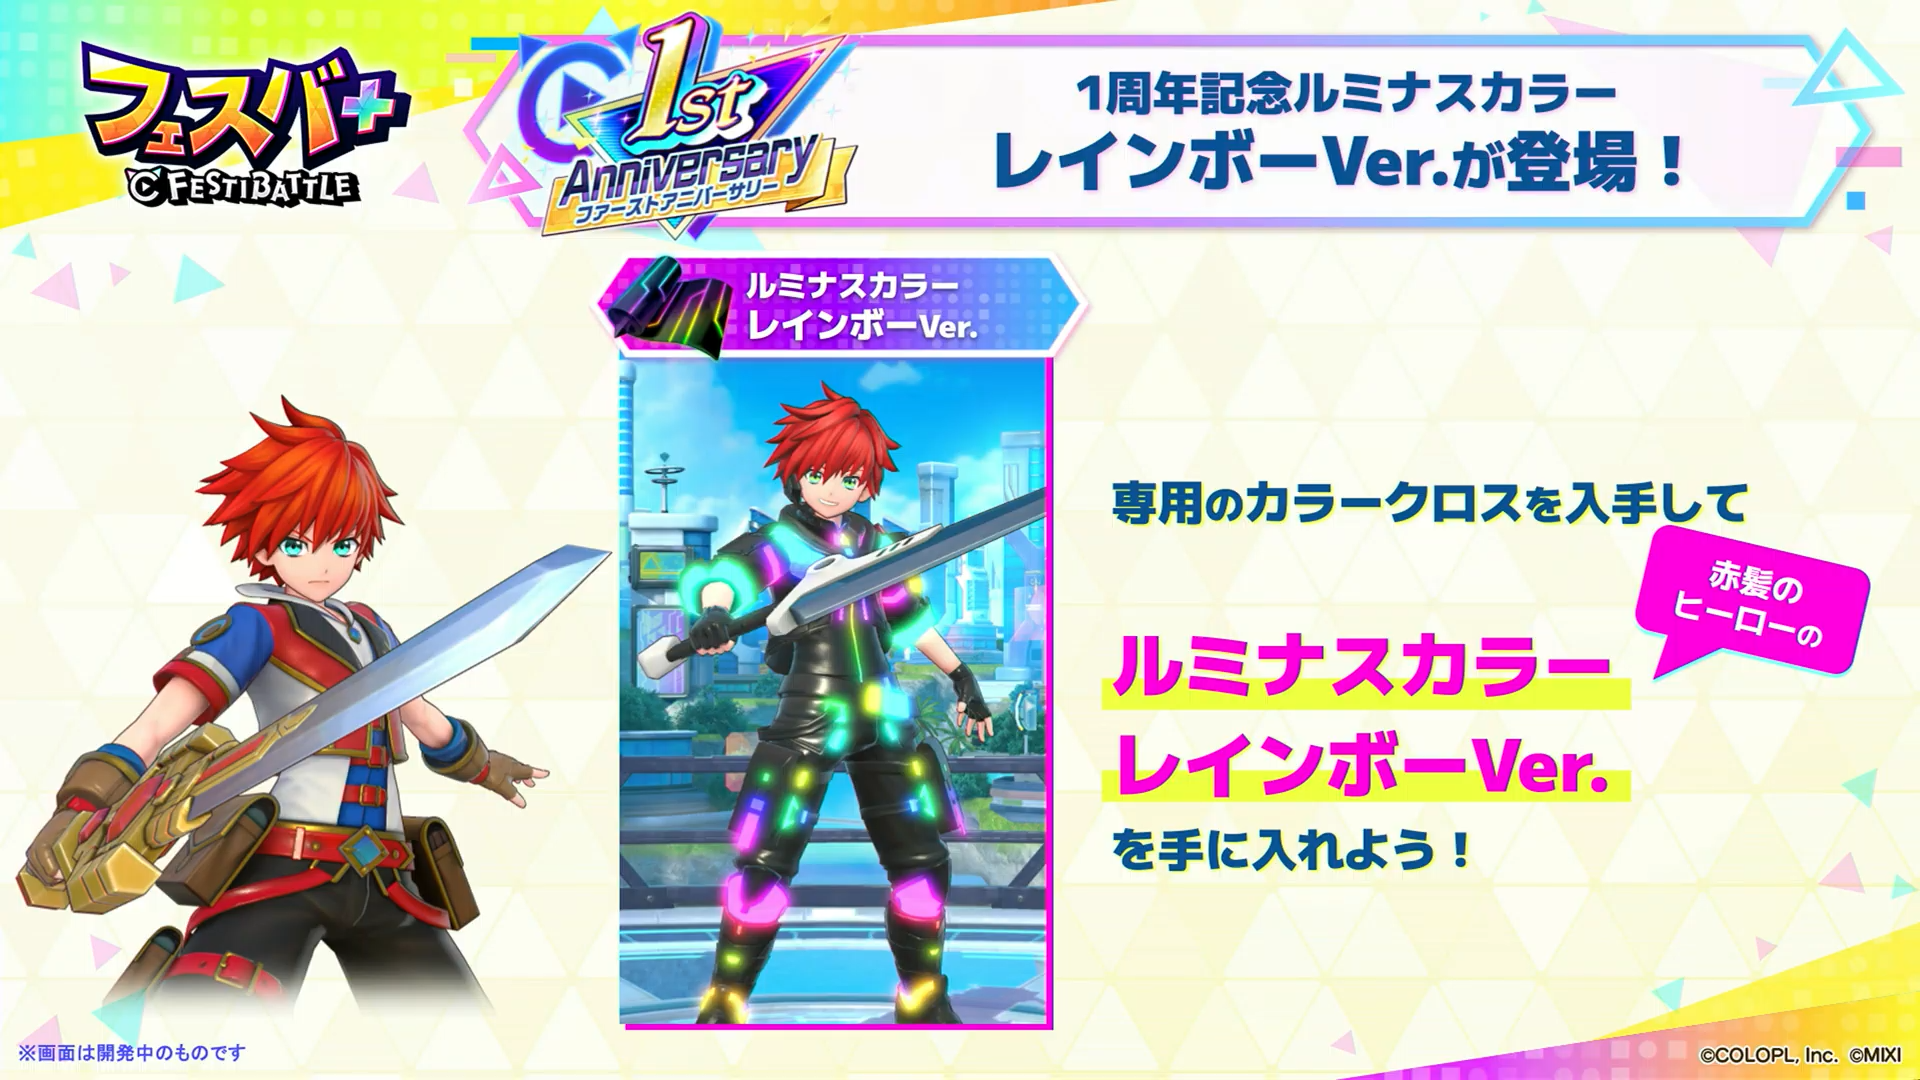 フェスバ+
FESTIBATTLE
1st
Anniversary
ファーストアニバーサリー
1周年記念ルミナスカラー
レインボーVer.が登場！
ルミナスカラー
レインボーVer.
専用のカラークロスを入手して
赤髪の
ヒーローの
ルミナスカラー
レインボーVer.
を手に入れよう！
※画面は開発中のものです
©COLOPL, Inc. ©MIXI